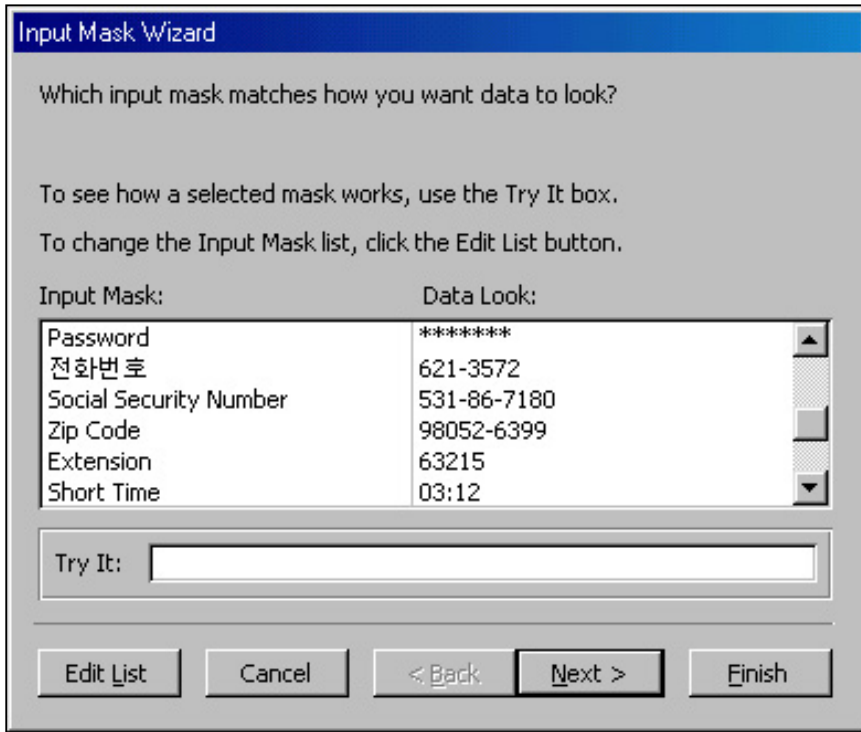 Input Mask Wizard
Which input mask matches how you want data to look?
To see how a selected mask works, use the Try It box.
To change the Input Mask list, click the Edit List button.
Input Mask: Data Look:
Password *******
전화번호 621-3572
Social Security Number 531-86-7180
Zip Code 98052-6399
Extension 63215
Short Time 03:12
Try It:
Edit List Cancel < Back Next > Finish